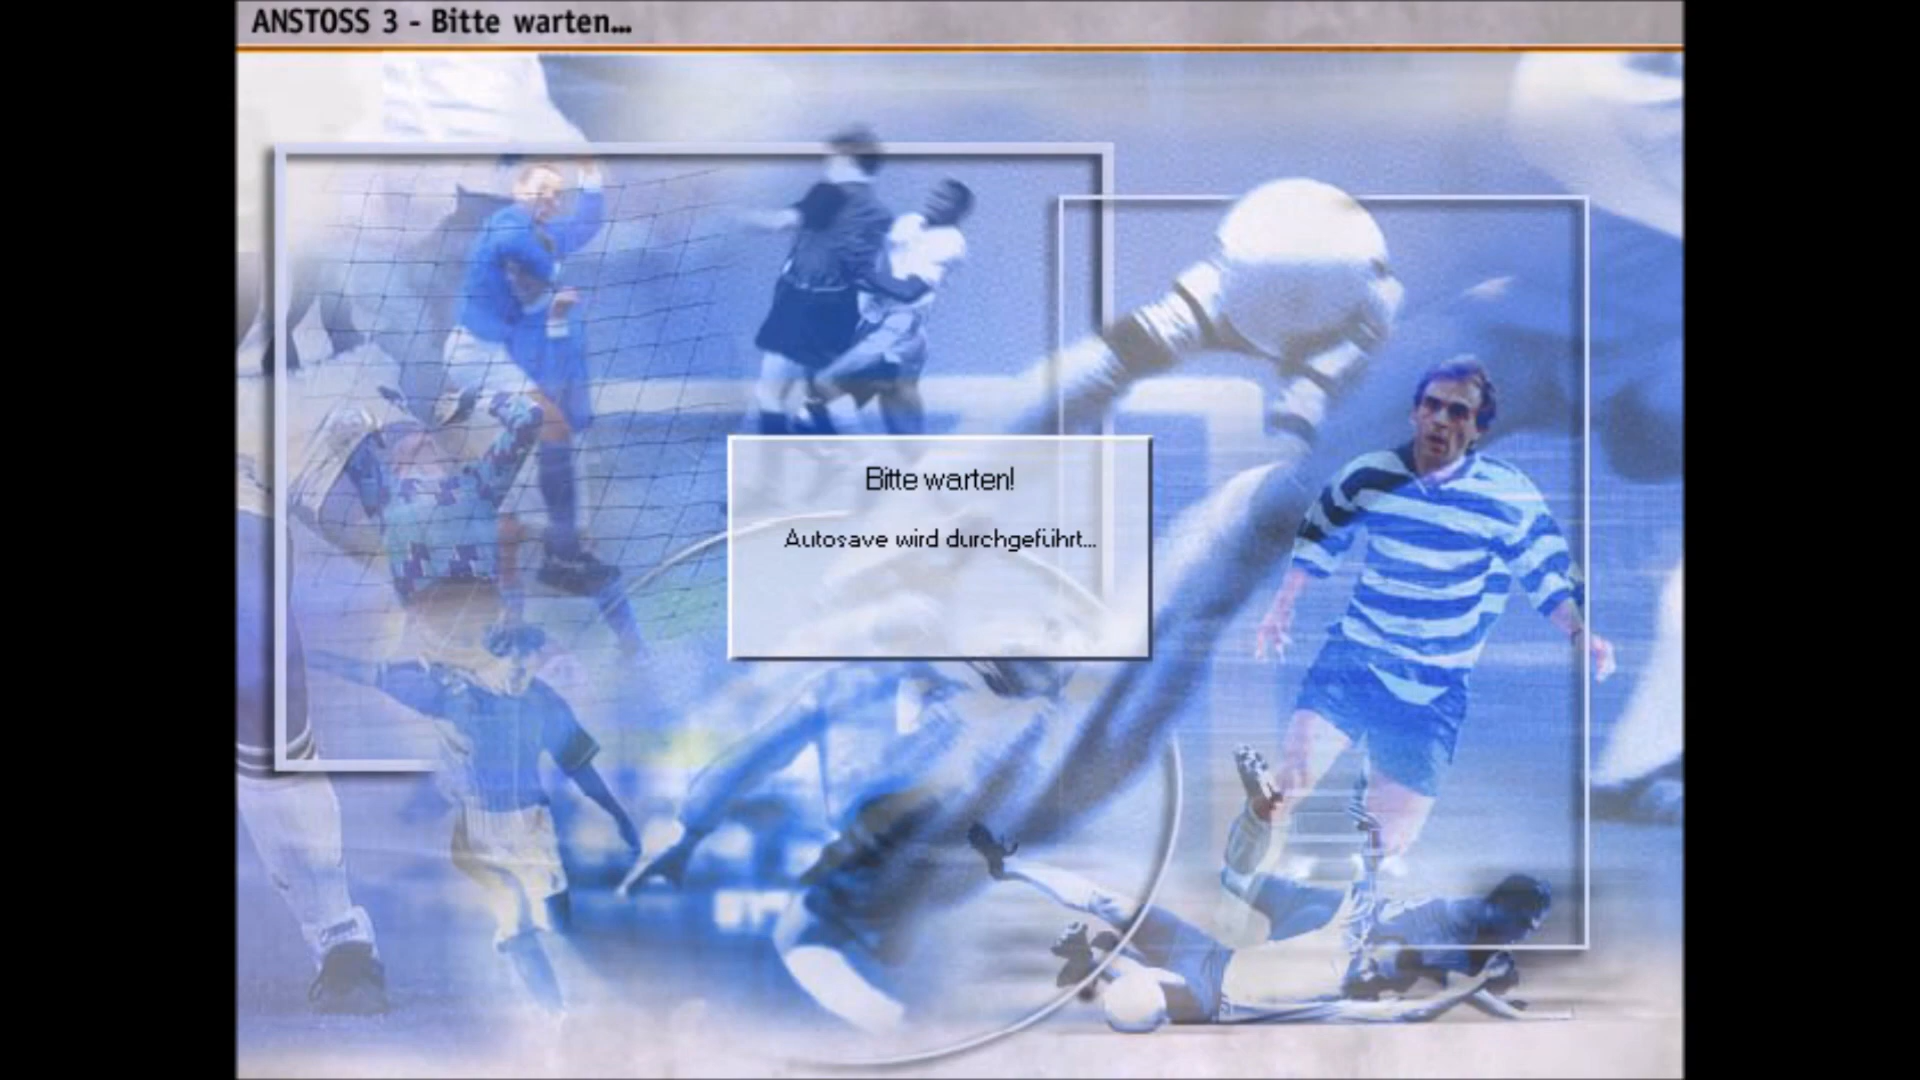 ANSTOSS 3 - Bitte warten...
Bitte warten!
Autosave wird durchgeführt...